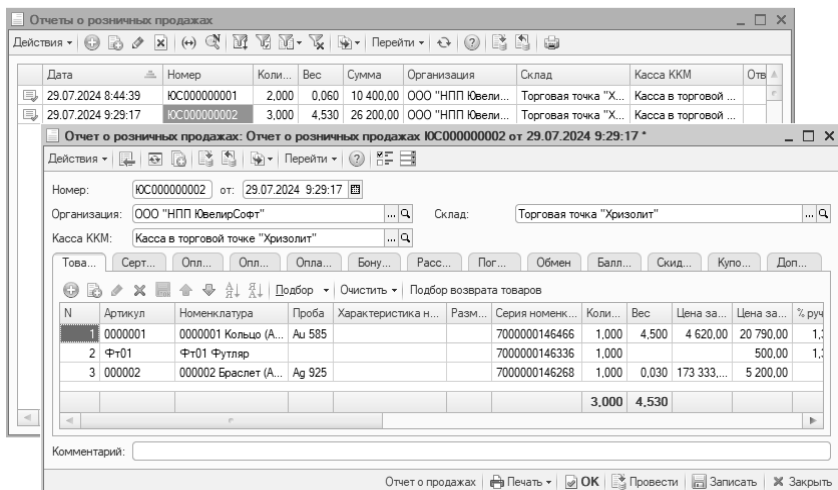 Отчеты о розничных продажах
Действия Перейти
Дата Номер Коли... Вес Сумма Организация Склад Касса ККМ Отв
29.07.2024 8:44:39 ЮС000000001 2,000 0,060 10 400,00 ООО "НПП Ювели... Торговая точка "Х... Касса в торговой ...
29.07.2024 9:29:17 ЮС000000002 3,000 4,530 26 200,00 ООО "НПП Ювели... Торговая точка "Х... Касса в торговой ...
Отчет о розничных продажах: Отчет о розничных продажах ЮС000000002 от 29.07.2024 9:29:17 *
Действия Перейти
Номер: ЮС000000002 от: 29.07.2024 9:29:17
Организация: ООО "НПП ЮвелирСофт" ... Склад: Торговая точка "Хризолит" ...
Касса ККМ: Касса в торговой точке "Хризолит" ...
Това... Серт... Опл... Опл... Опла... Бону... Расс... Пог... Обмен Балл... Скид... Купо... Доп...
Подбор Очистить Подбор возврата товаров
N Артикул Номенклатура Проба Характеристика н... Разм... Серия номенк... Коли... Вес Цена за... Цена за... % руч
1 0000001 0000001 Кольцо (А... Au 585 7000000146466 1,000 4,500 4 620,00 20 790,00
2 Фт01 Фт01 Футляр 7000000146336 1,000 500,00
3 000002 000002 Браслет (А... Ag 925 7000000146268 1,000 0,030 173 333,... 5 200,00
3,000 4,530
Комментарий:
Отчет о продажах Печать OK Провести Записать Закрыть